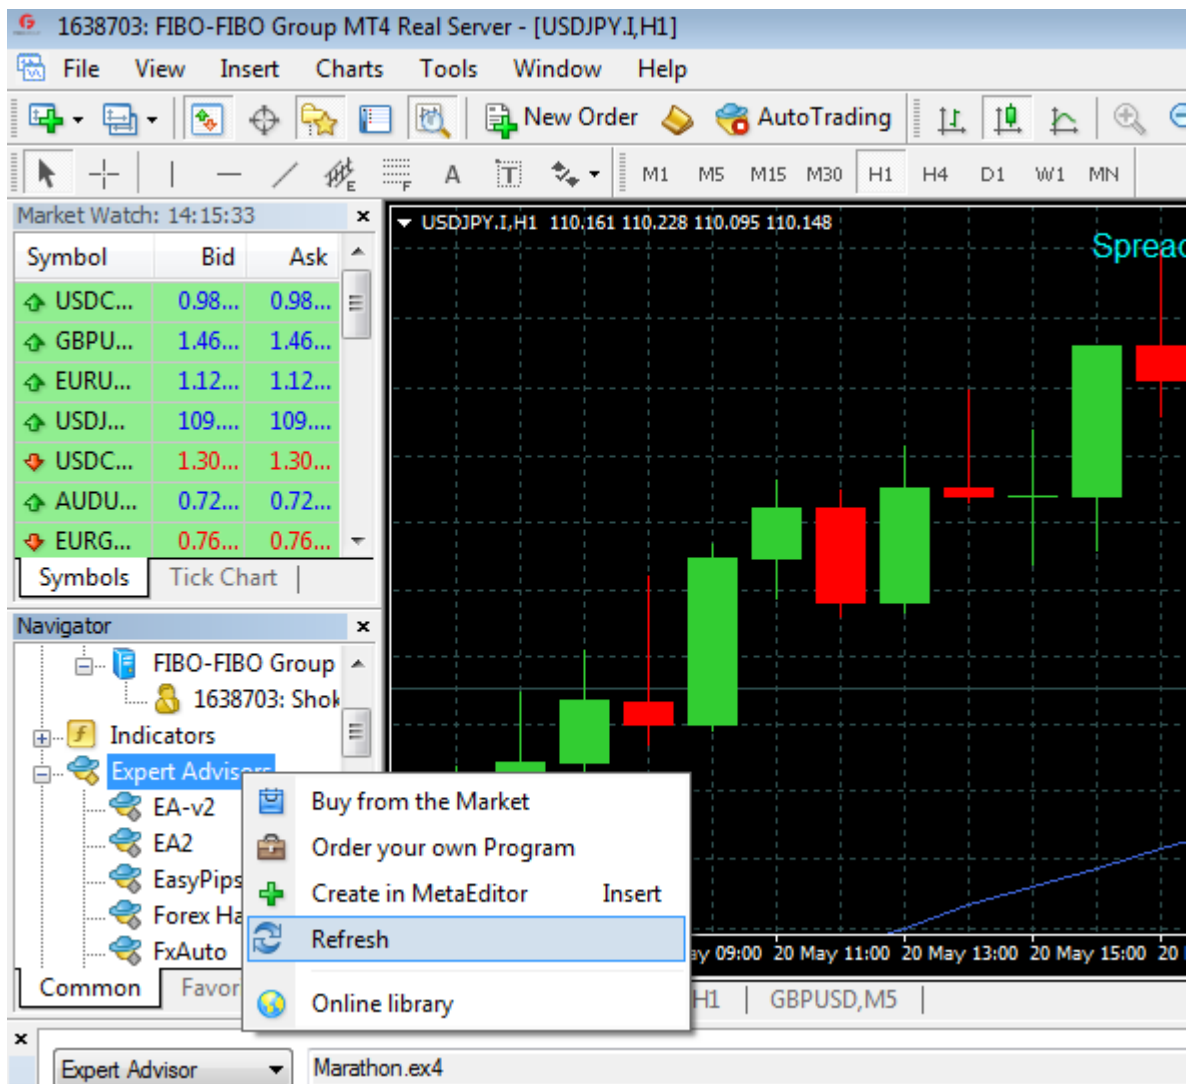 1638703: FIBO-FIBO Group MT4 Real Server - [USDJPY.I,H1]
File View Insert Charts Tools Window Help
New Order AutoTrading
E F A T M1 M5 M15 M30 H1 H4 D1 W1 MN
Market Watch: 14:15:33
Symbol Bid Ask
USDC... 0.98... 0.98...
GBPU... 1.46... 1.46...
EURU... 1.12... 1.12...
USDJ... 109.... 109....
USDC... 1.30... 1.30...
AUDU... 0.72... 0.72...
EURG... 0.76... 0.76...
Symbols Tick Chart
USDJPY.I,H1 110.161 110.228 110.095 110.148
Spread
Navigator
FIBO-FIBO Group
1638703: Shok
Indicators
Expert Advisors
EA-v2
EA2
EasyPips
Forex Ha
FxAuto
Common Favor
Buy from the Market
Order your own Program
Create in MetaEditor Insert
Refresh
Online library
ay 09:00 20 May 11:00 20 May 13:00 20 May 15:00 20
H1 GBPUSD,M5
Expert Advisor Marathon.ex4